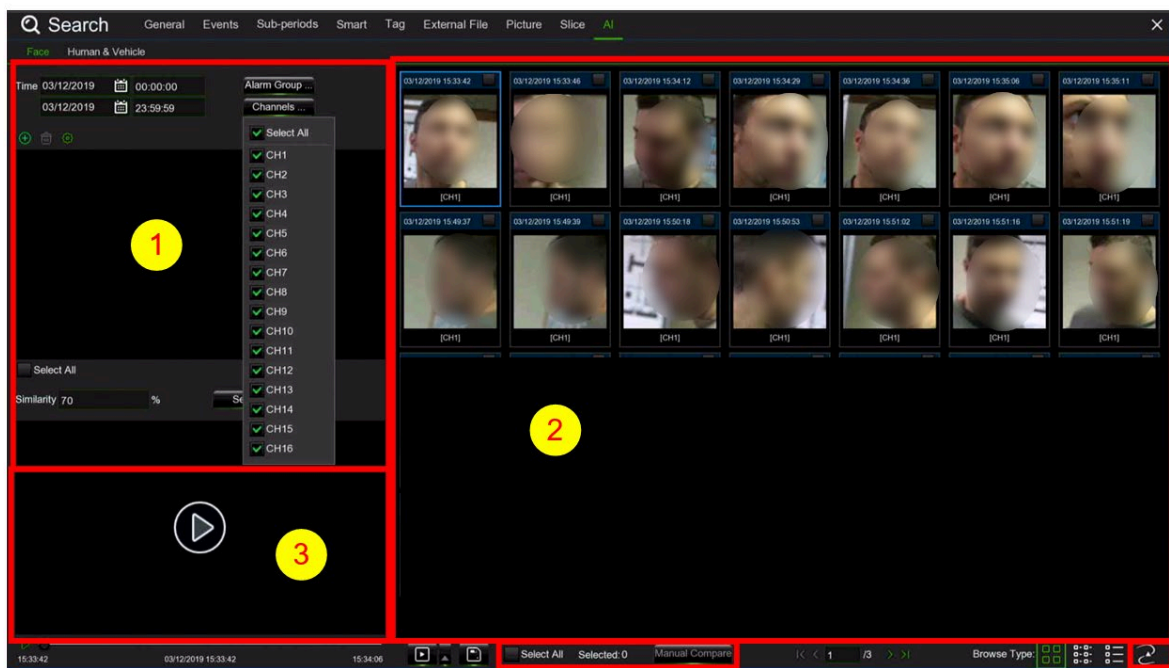 Search General Events Sub-periods Smart Tag External File Picture Slice AI
Face Human & Vehicle
Time 03/12/2019 00:00:00 Alarm Group ...
03/12/2019 23:59:59 Channels ...
Select All
CH1
CH2
CH3
CH4
CH5
CH6
CH7
CH8
CH9
CH10
CH11
CH12
CH13
CH14
CH15
CH16
1
Select All
Similarity 70 %
03/12/2019 15:33:42 03/12/2019 15:33:46 03/12/2019 15:34:12 03/12/2019 15:34:29 03/12/2019 15:34:36 03/12/2019 15:35:06 03/12/2019 15:35:11
[CH1] [CH1] [CH1] [CH1] [CH1] [CH1] [CH1]
03/12/2019 15:49:37 03/12/2019 15:49:39 03/12/2019 15:50:18 03/12/2019 15:50:53 03/12/2019 15:51:02 03/12/2019 15:51:16 03/12/2019 15:51:19
[CH1] [CH1] [CH1] [CH1] [CH1] [CH1] [CH1]
2
3
15:33:42 03/12/2019 15:33:42 15:34:06
Select All Selected: 0 Manual Compare 1 /3 Browse Type: